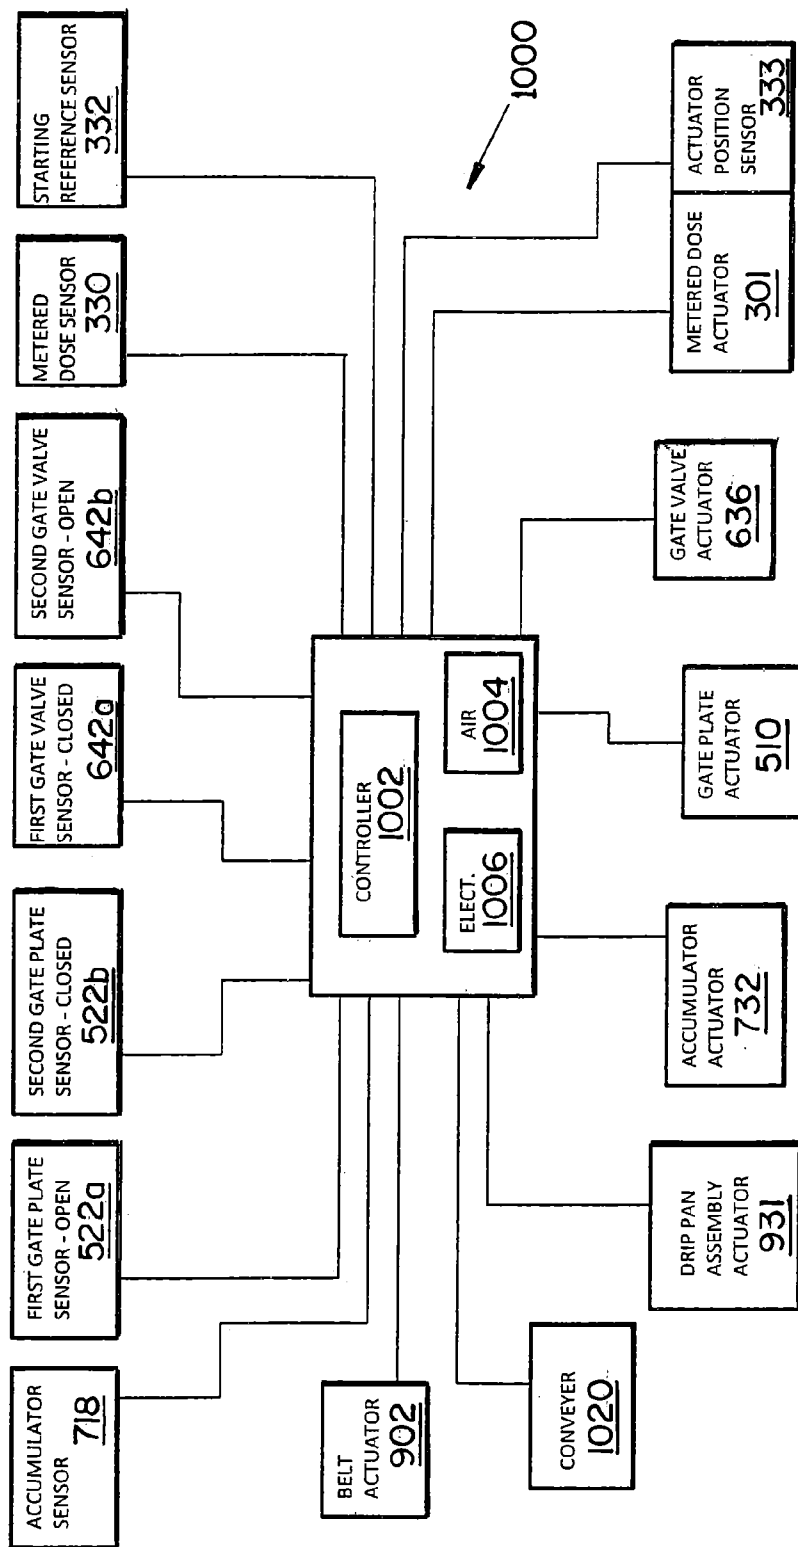 ACCUMULATOR
SENSOR
718
FIRST GATE PLATE
SENSOR - OPEN
522a
SECOND GATE PLATE
SENSOR - CLOSED
522b
FIRST GATE VALVE
SENSOR - CLOSED
642a
SECOND GATE VALVE
SENSOR - OPEN
642b
METERED
DOSE SENSOR
330
STARTING
REFERENCE SENSOR
332
BELT
ACTUATOR
902
CONTROLLER
1002
ELECT.
1006
AIR
1004
1000
CONVEYER
1020
DRIP PAN
ASSEMBLY
ACTUATOR
931
ACCUMULATOR
ACTUATOR
732
GATE PLATE
ACTUATOR
510
GATE VALVE
ACTUATOR
636
METERED DOSE
ACTUATOR
301
ACTUATOR
POSITION
SENSOR
333